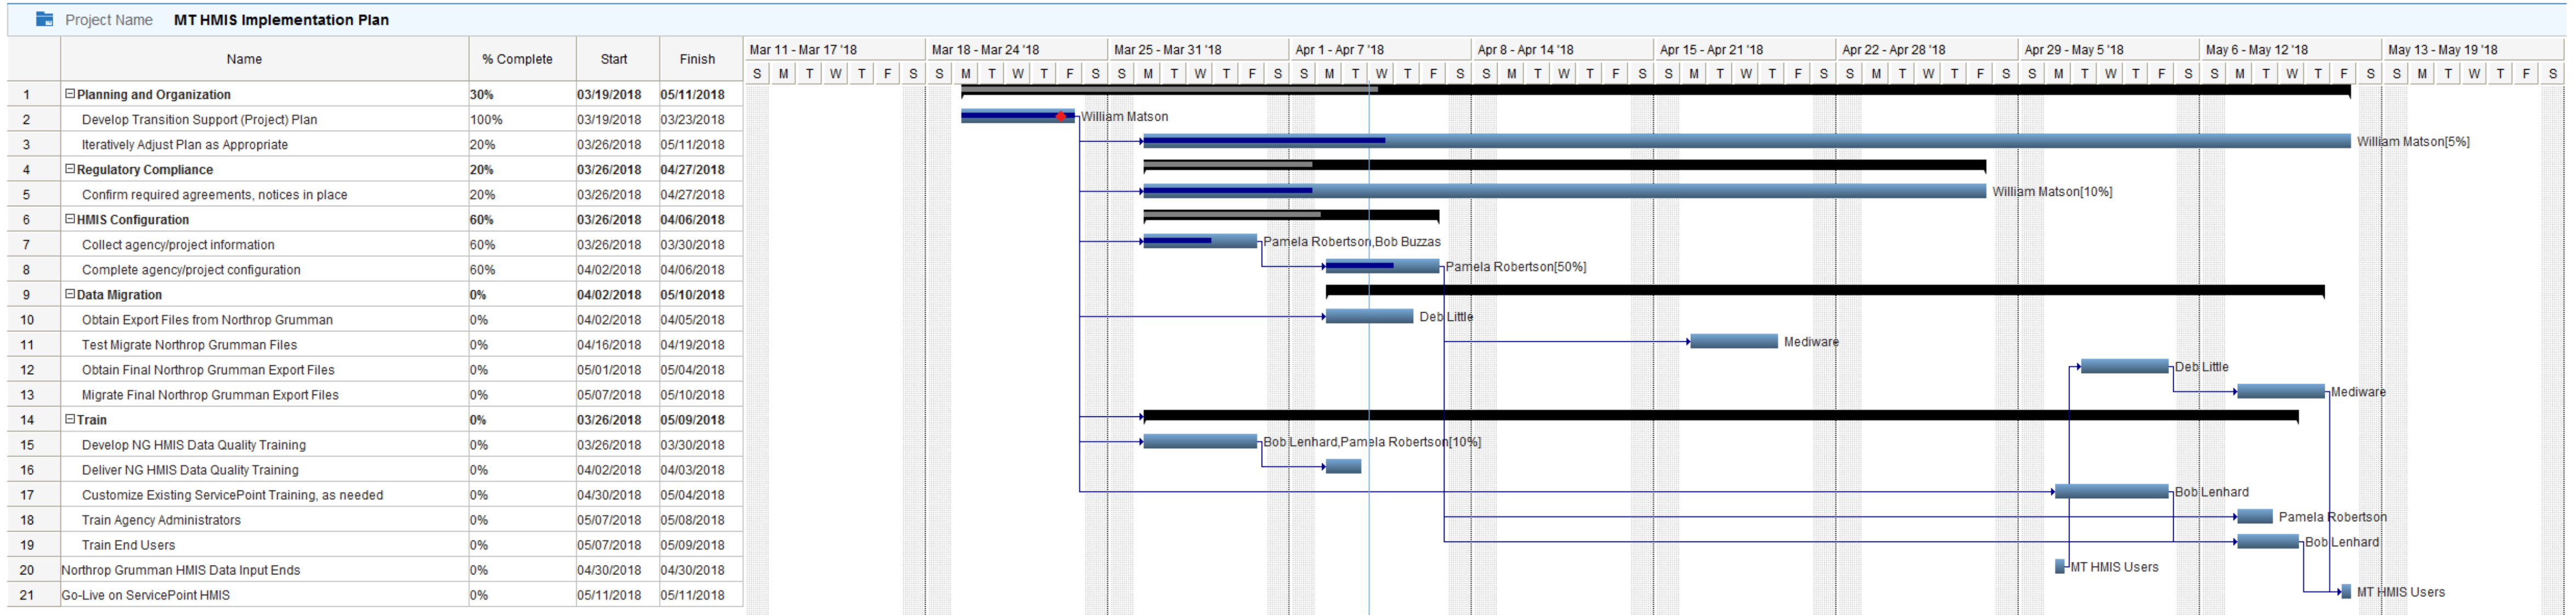 Project Name MT HMIS Implementation Plan
Name % Complete Start Finish Mar 11 - Mar 17 '18 Mar 18 - Mar 24 '18 Mar 25 - Mar 31 '18 Apr 1 - Apr 7 '18 Apr 8 - Apr 14 '18 Apr 15 - Apr 21 '18 Apr 22 - Apr 28 '18 Apr 29 - May 5 '18 May 6 - May 12 '18 May 13 - May 19 '18
S M T W T F S S M T W T F S S M T W T F S S M T W T F S S M T W T F S S M T W T F S S M T W T F S S M T W T F S S M T W T F S S M T W T F S
1 Planning and Organization 30% 03/19/2018 05/11/2018
2 Develop Transition Support (Project) Plan 100% 03/19/2018 03/23/2018 William Matson
3 Iteratively Adjust Plan as Appropriate 20% 03/26/2018 05/11/2018 William Matson[5%]
4 Regulatory Compliance 20% 03/26/2018 04/27/2018
5 Confirm required agreements, notices in place 20% 03/26/2018 04/27/2018 William Matson[10%]
6 HMIS Configuration 60% 03/26/2018 04/06/2018
7 Collect agency/project information 60% 03/26/2018 03/30/2018 Pamela Robertson,Bob Buzzas
8 Complete agency/project configuration 60% 04/02/2018 04/06/2018 Pamela Robertson[50%]
9 Data Migration 0% 04/02/2018 05/10/2018
10 Obtain Export Files from Northrop Grumman 0% 04/02/2018 04/05/2018 Deb Little
11 Test Migrate Northrop Grumman Files 0% 04/16/2018 04/19/2018 Mediware
12 Obtain Final Northrop Grumman Export Files 0% 05/01/2018 05/04/2018 Deb Little
13 Migrate Final Northrop Grumman Export Files 0% 05/07/2018 05/10/2018 Mediware
14 Train 0% 03/26/2018 05/09/2018
15 Develop NG HMIS Data Quality Training 0% 03/26/2018 03/30/2018 Bob Lenhard,Pamela Robertson[10%]
16 Deliver NG HMIS Data Quality Training 0% 04/02/2018 04/03/2018
17 Customize Existing ServicePoint Training, as needed 0% 04/30/2018 05/04/2018 Bob Lenhard
18 Train Agency Administrators 0% 05/07/2018 05/08/2018 Pamela Robertson
19 Train End Users 0% 05/07/2018 05/09/2018 Bob Lenhard
20 Northrop Grumman HMIS Data Input Ends 0% 04/30/2018 04/30/2018 MT HMIS Users
21 Go-Live on ServicePoint HMIS 0% 05/11/2018 05/11/2018 MT HMIS Users